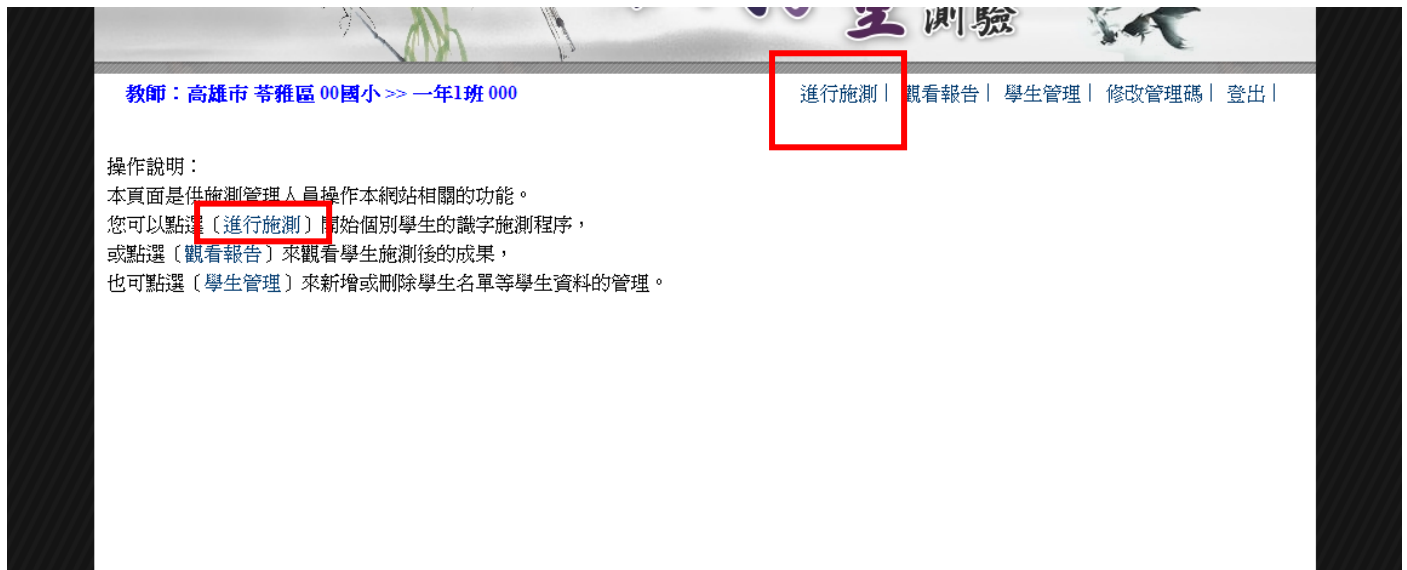 測驗
教師：高雄市 苓雅區 00國小 >> 一年1班 000
進行施測| 觀看報告| 學生管理| 修改管理碼| 登出|
操作說明：
本頁面是供施測管理人員操作本網站相關的功能。
您可以點選〔進行施測〕開始個別學生的識字施測程序，
或點選〔觀看報告〕來觀看學生施測後的成果，
也可點選〔學生管理〕來新增或刪除學生名單等學生資料的管理。